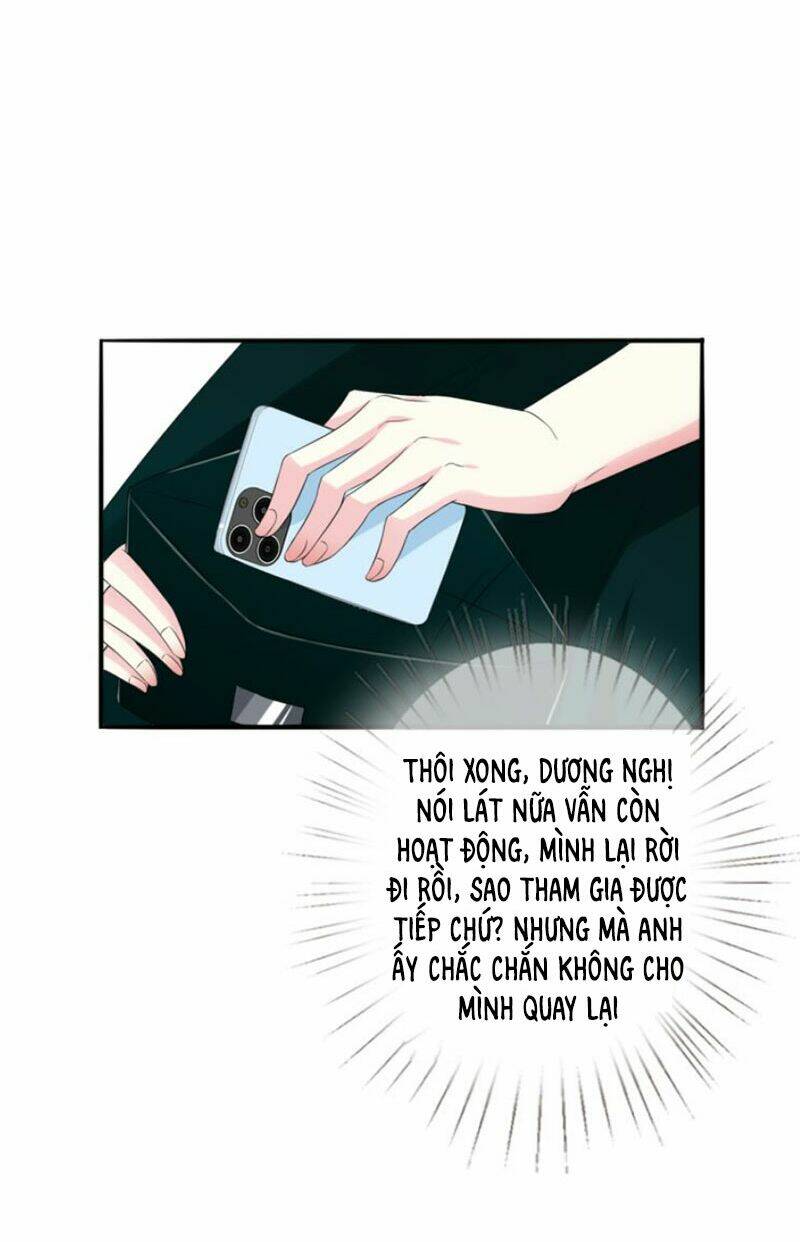 THÔI XONG, DƯƠNG NGHỊ
NÓI LÁT NỮA VẪN CÒN
HOẠT ĐỘNG, MÌNH LẠI RỜI
ĐI RỒI, SAO THAM GIA ĐƯỢC
TIẾP CHỨ? NHƯNG MÀ ANH
ẤY CHẮC CHẮN KHÔNG CHO
MÌNH QUAY LẠI